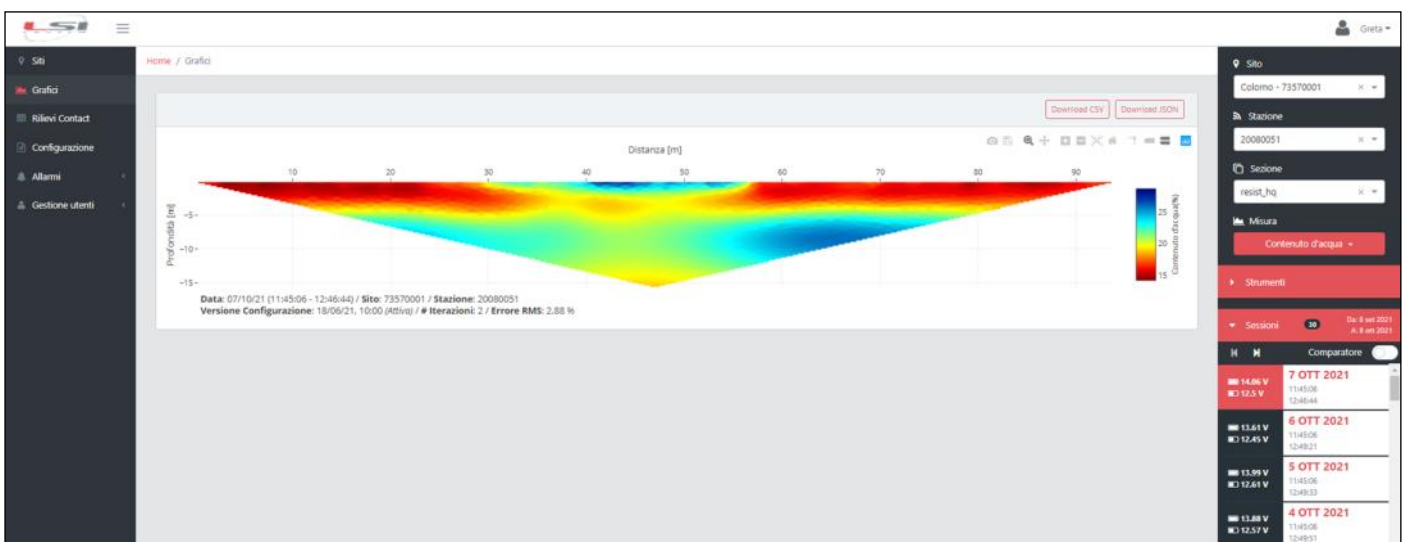 LSI
Greta
Siti
Grafici
Rilievi Contact
Configurazione
Allarmi
Gestione utenti
Home / Grafici
Download CSV
Download JSON
Distanza [m]
10 20 30 40 50 60 70 80 90
Profondità [m]
-5
-10
-15
25
20
15
Contenuto d'acqua(%)
Data: 07/10/21 (11:45:06 - 12:46:44) / Sito: 73570001 / Stazione: 20080051
Versione Configurazione: 18/06/21, 10:00 (Attiva) / # Iterazioni: 2 / Errore RMS: 2.88 %
Sito
Colorno - 73570001
Stazione
20080051
Sezione
resist_hq
Misura
Contenuto d'acqua
Strumenti
Sessioni 30 Da: 8 set 2021
A: 8 ott 2021
Comparatore
14.06 V
12.5 V
7 OTT 2021
11:45:06
12:46:44
13.61 V
12.45 V
6 OTT 2021
11:45:06
12:49:21
13.99 V
12.61 V
5 OTT 2021
11:45:06
12:49:33
13.88 V
12.57 V
4 OTT 2021
11:45:06
12:49:51